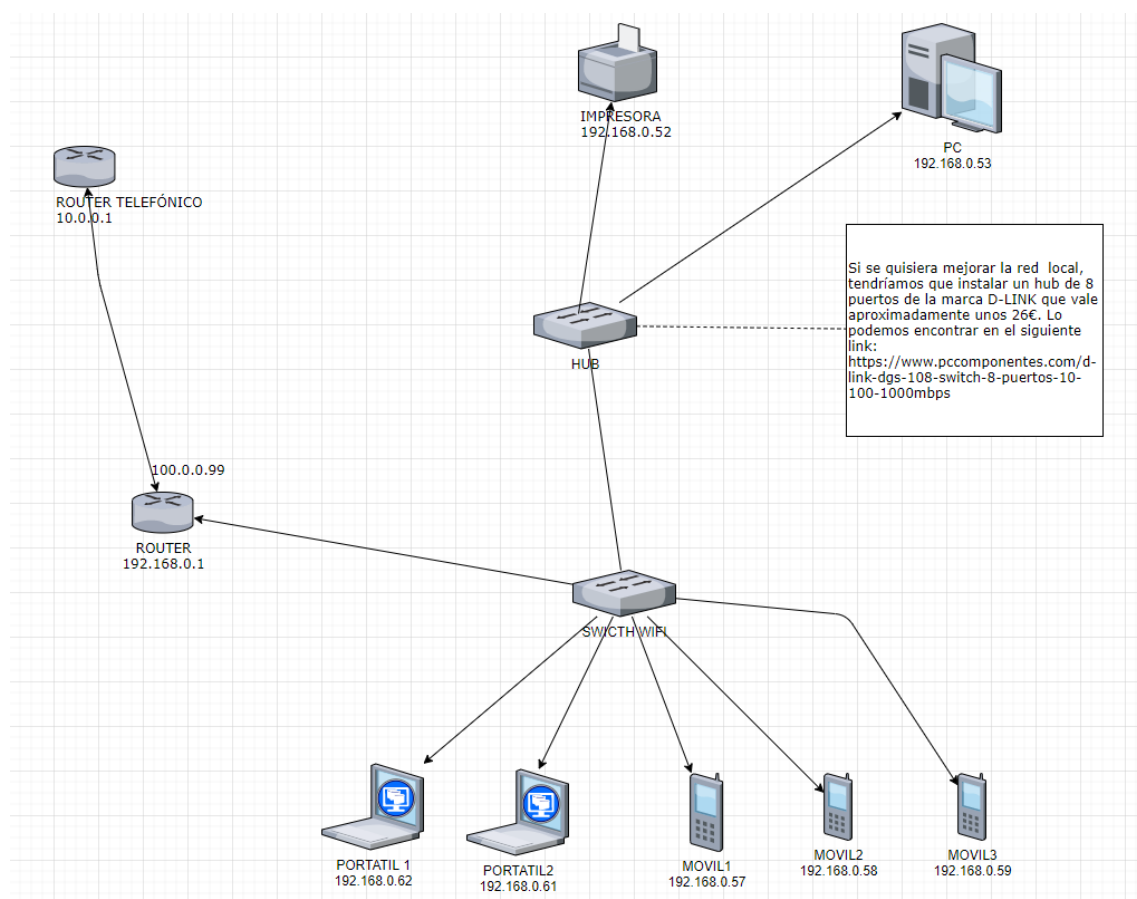 IMPRESORA
192.168.0.52
PC
192.168.0.53
ROUTER TELEFÓNICO
10.0.0.1
Si se quisiera mejorar la red local,
tendríamos que instalar un hub de 8
puertos de la marca D-LINK que vale
aproximadamente unos 26€. Lo
podemos encontrar en el siguiente
link:
https://www.pccomponentes.com/d-
link-dgs-108-switch-8-puertos-10-
100-1000mbps
HUB
100.0.0.99
ROUTER
192.168.0.1
SWICTH WIFI
PORTATIL 1
192.168.0.62
PORTATIL2
192.168.0.61
MOVIL1
192.168.0.57
MOVIL2
192.168.0.58
MOVIL3
192.168.0.59